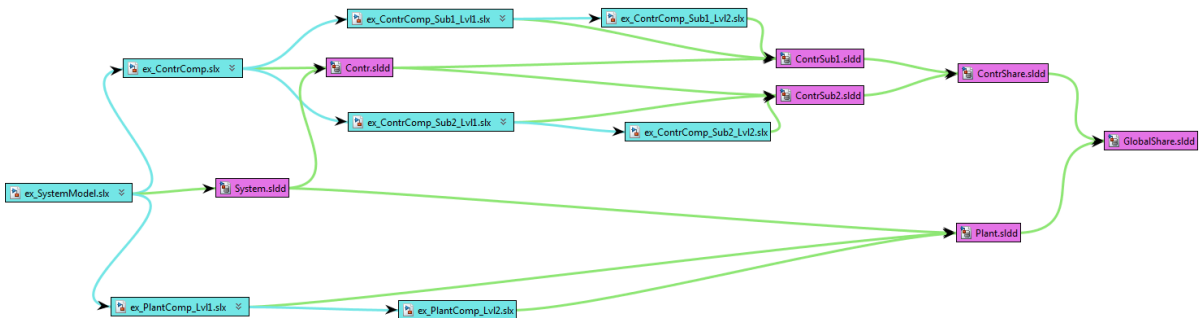 ex_ContrComp_Sub1_Lvl1.slx
ex_ContrComp_Sub1_Lvl2.slx
ex_ContrComp.slx
Contr.sldd
ContrSub1.sldd
ContrShare.sldd
ContrSub2.sldd
ex_ContrComp_Sub2_Lvl1.slx
ex_ContrComp_Sub2_Lvl2.slx
GlobalShare.sldd
ex_SystemModel.slx
System.sldd
Plant.sldd
ex_PlantComp_Lvl1.slx
ex_PlantComp_Lvl2.slx